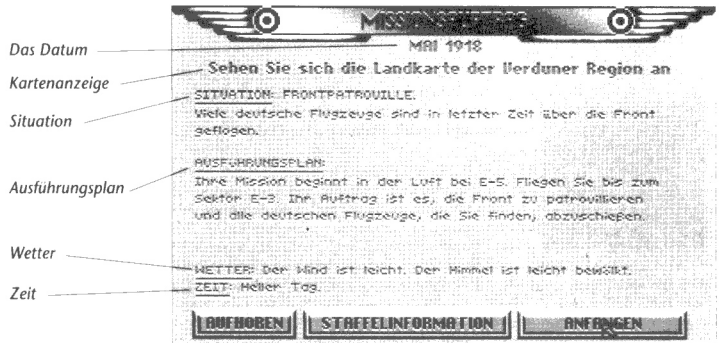 MAI 1918
Das Datum
Sehen Sie sich die Landkarte der Verduner Region an
Kartenanzeige
SITUATION: FRONTPATROUILLE.
Situation
Viele deutsche Flugzeuge sind in letzter Zeit über die Front
geflogen.
AUSFÜHRUNGSPLAN:
Ausführungsplan
Ihre Mission beginnt in der Luft bei E-5. Fliegen Sie bis zum
Sektor E-3. Ihr Auftrag ist es, die Front zu patrouillieren
und alle deutschen Flugzeuge, die Sie finden, abzuschießen.
Wetter
WETTER: Der Wind ist leicht. Der Himmel ist leicht bewölkt.
Zeit
ZEIT: Heller Tag.
AUFHÖREN STAFFELINFORMATION ANFANGEN